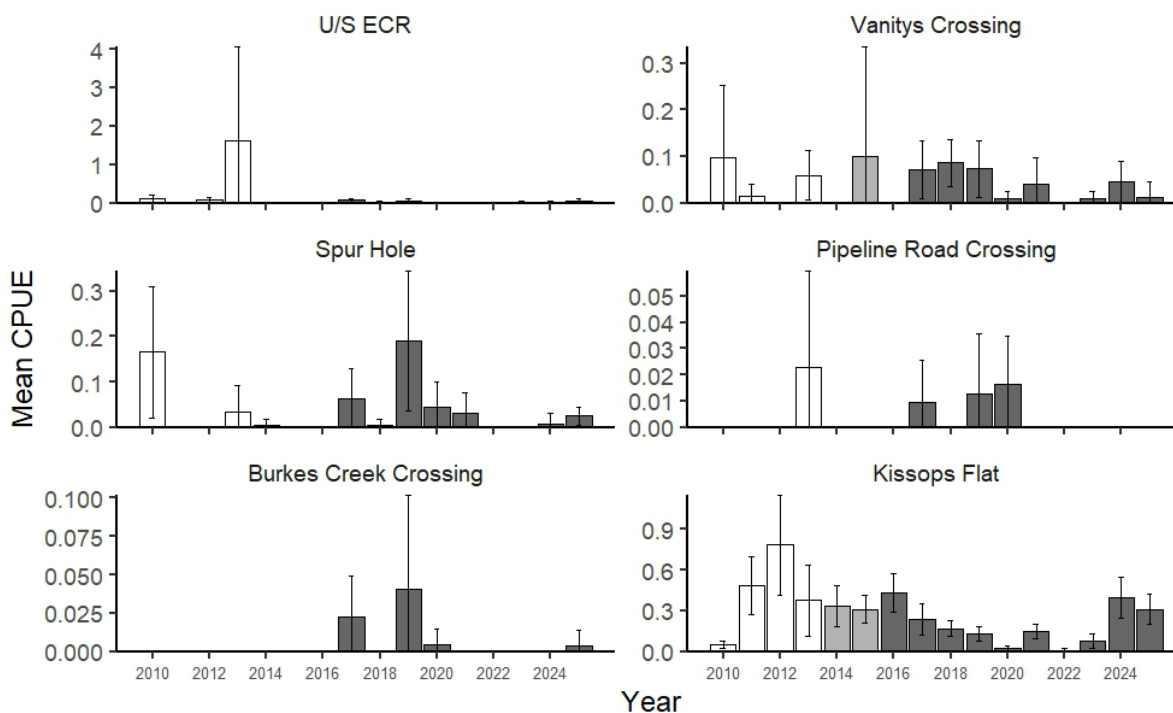 U/S ECR
4
3
2
1
0
Vanitys Crossing
0.3
0.2
0.1
0.0
Spur Hole
0.3
0.2
0.1
0.0
Pipeline Road Crossing
0.05
0.04
0.03
0.02
0.01
0.00
Burkes Creek Crossing
0.100
0.075
0.050
0.025
0.000
2010 2012 2014 2016 2018 2020 2022 2024
Kissops Flat
0.9
0.6
0.3
0.0
2010 2012 2014 2016 2018 2020 2022 2024
Mean CPUE
Year